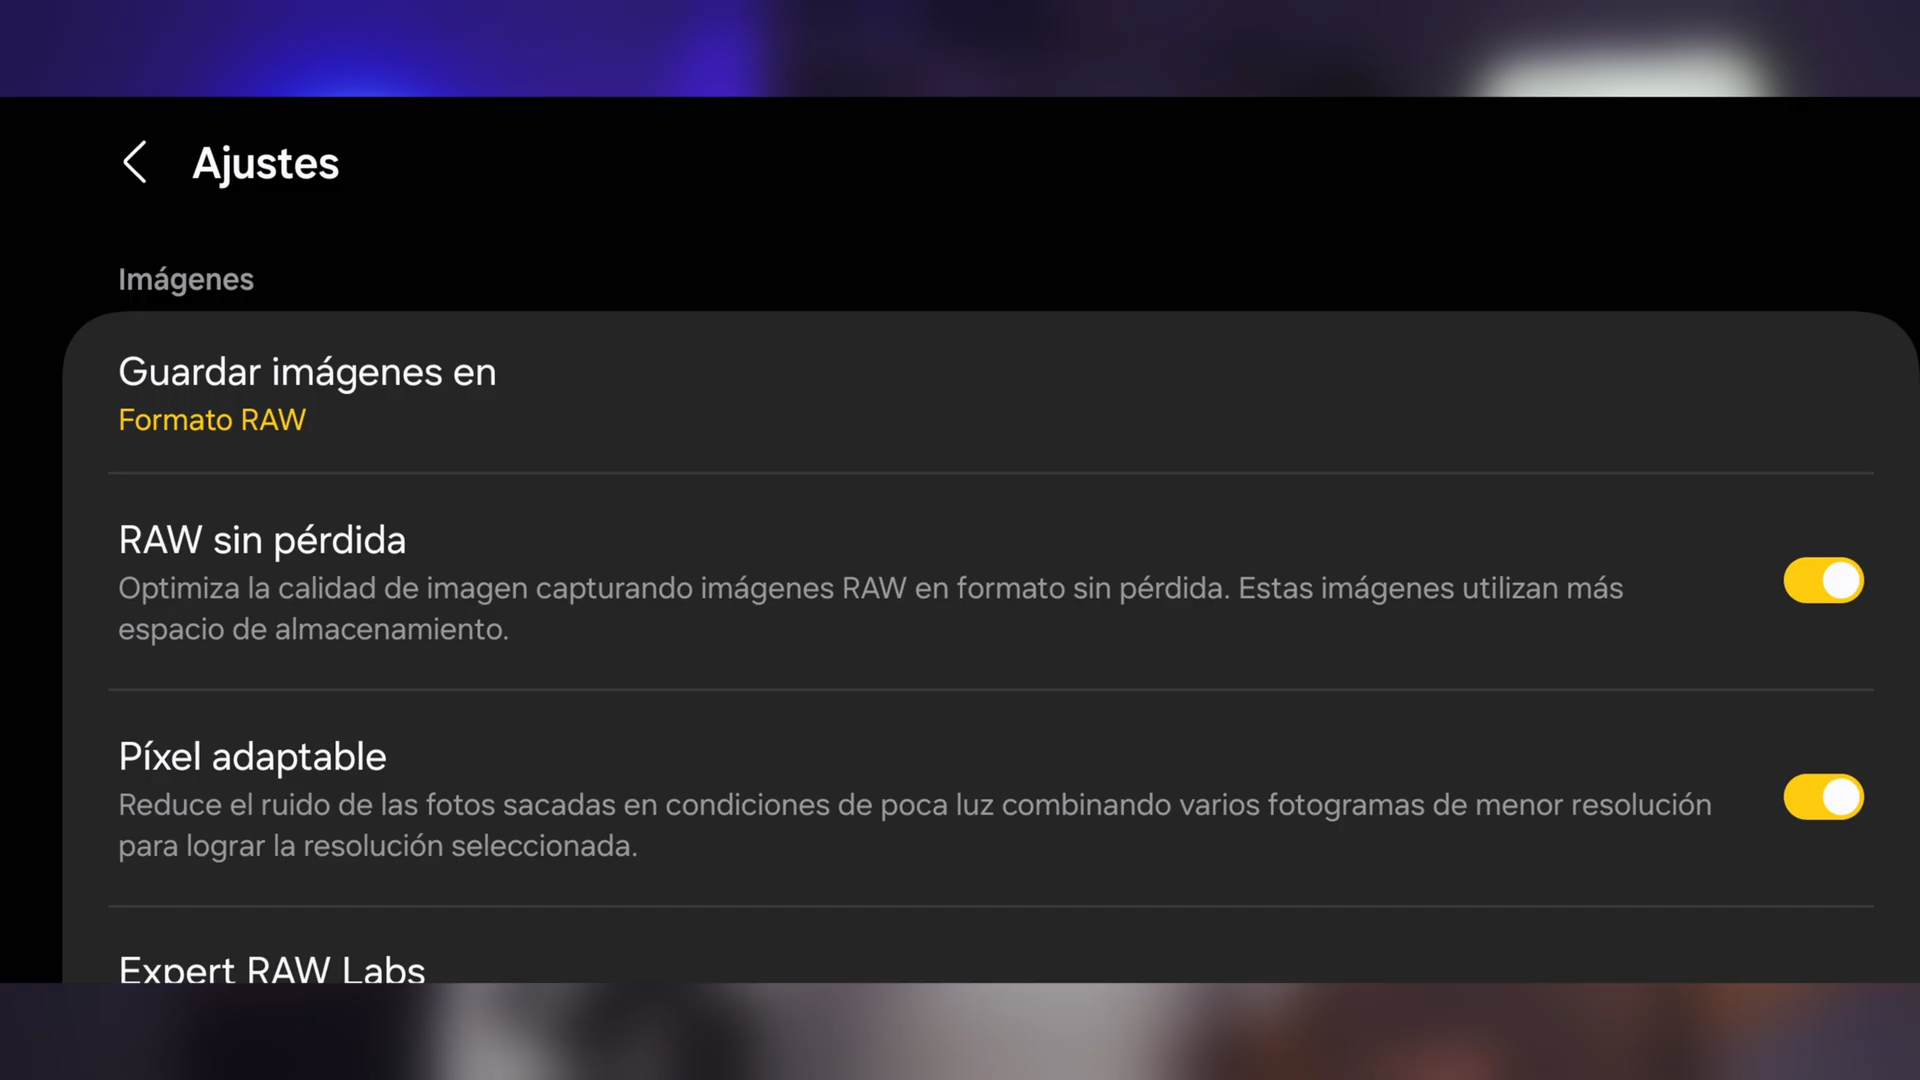 Ajustes
Imágenes
Guardar imágenes en
Formato RAW
RAW sin pérdida
Optimiza la calidad de imagen capturando imágenes RAW en formato sin pérdida. Estas imágenes utilizan más
espacio de almacenamiento.
Píxel adaptable
Reduce el ruido de las fotos sacadas en condiciones de poca luz combinando varios fotogramas de menor resolución
para lograr la resolución seleccionada.
Expert RAW Labs